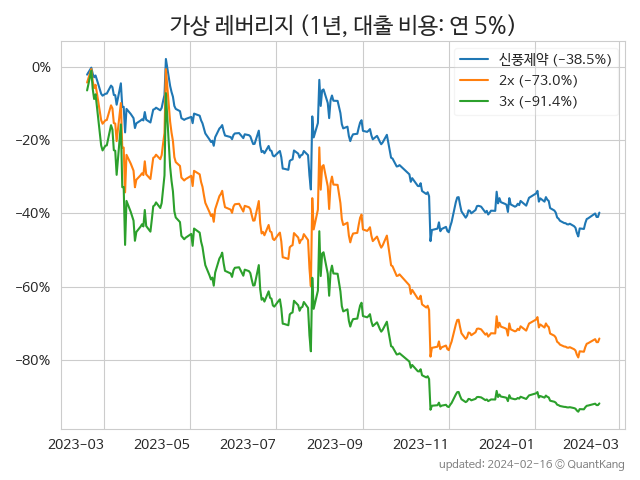 가상 레버리지 (1년, 대출 비용: 연 5%)
신풍제약 (−38.5%)
2x (−73.0%)
3x (−91.4%)
0%
−20%
−40%
−60%
−80%
2023−03 2023−05 2023−07 2023−09 2023−11 2024−01 2024−03
updated: 2024-02-16 © QuantKang